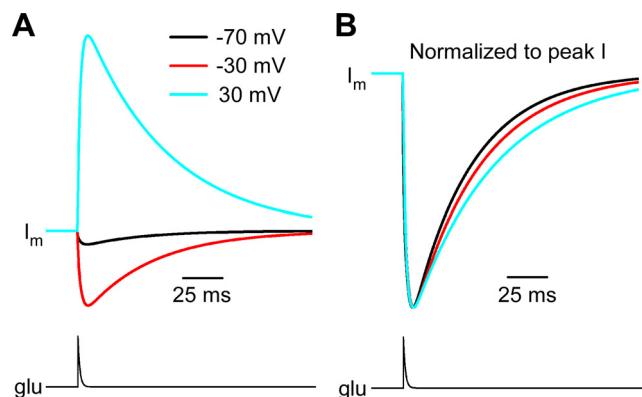 A
-70 mV
-30 mV
30 mV
Im
25 ms
glu
B
Normalized to peak I
Im
25 ms
glu